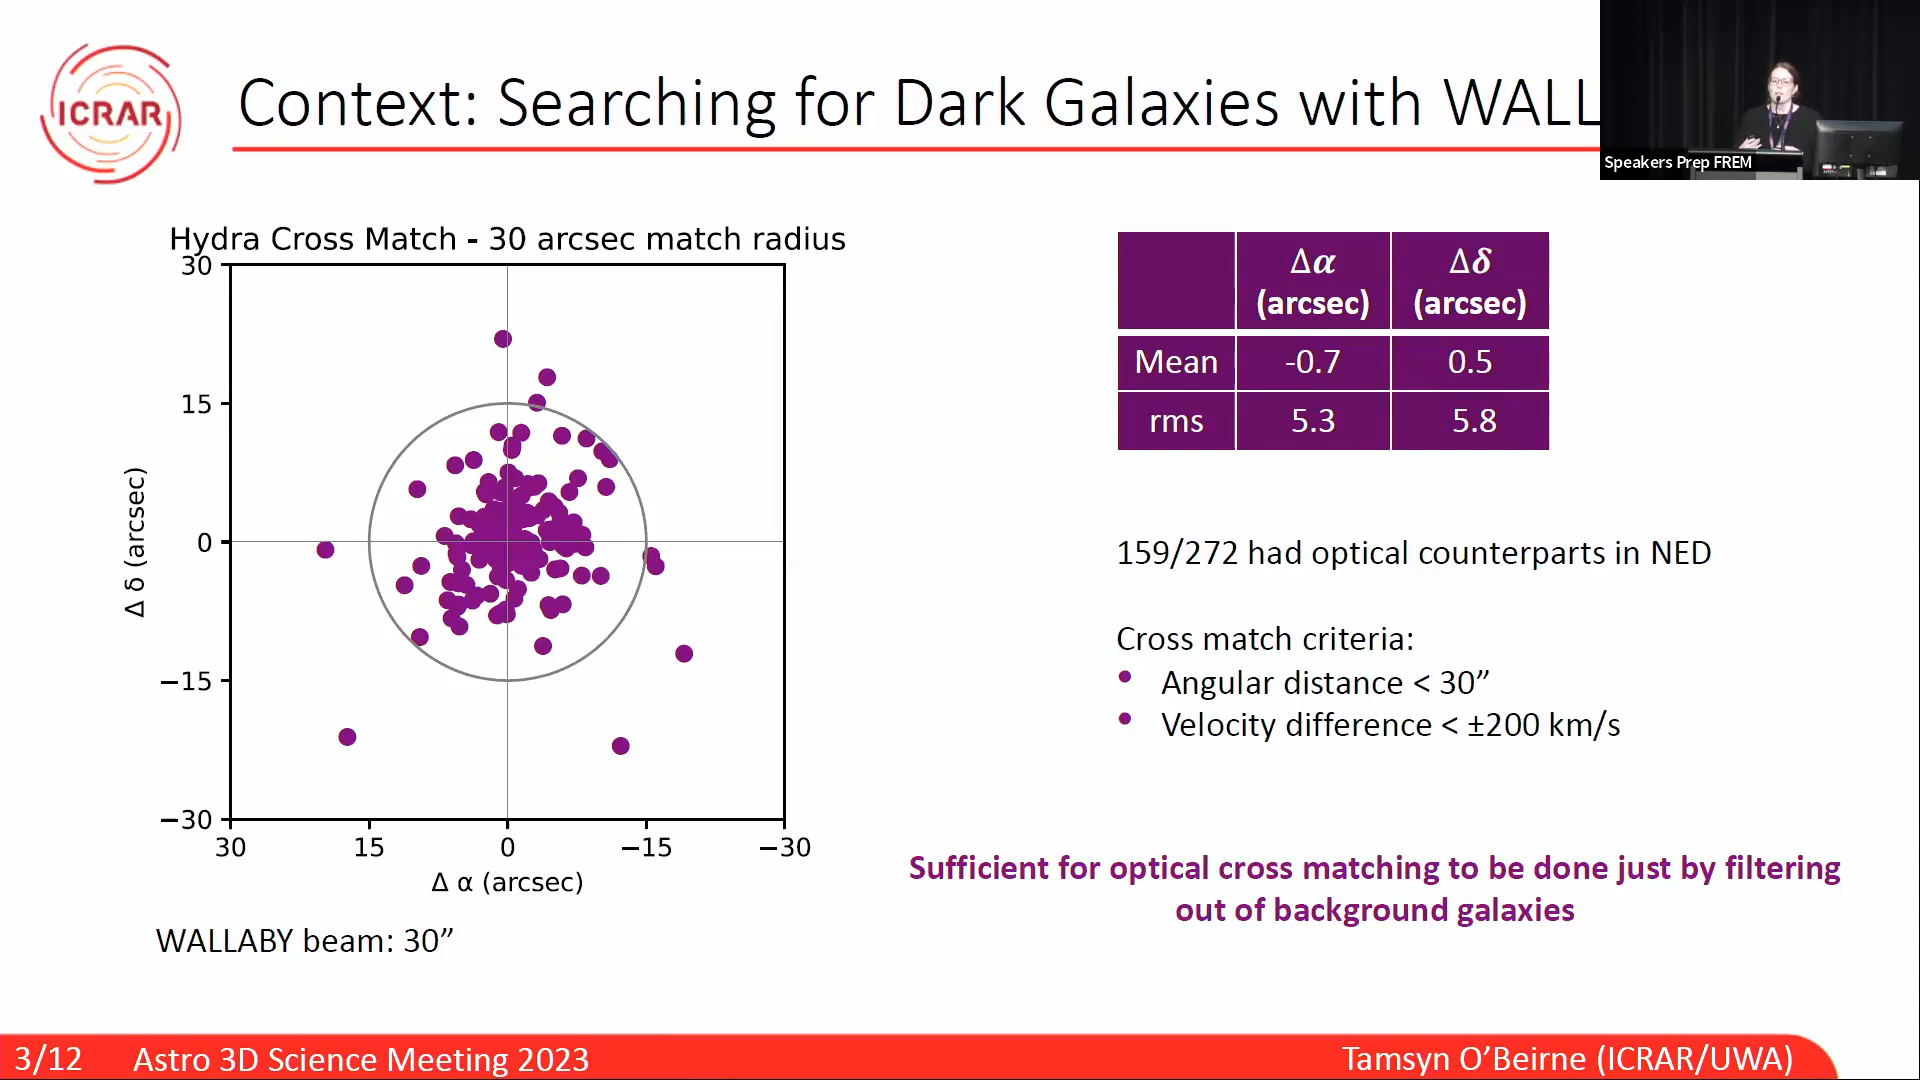 ICRAR
Context: Searching for Dark Galaxies with WALL
Speakers Prep FREM
Hydra Cross Match - 30 arcsec match radius
30
15
0
−15
−30
30
15
0
−15
−30
Δ δ (arcsec)
Δ α (arcsec)
WALLABY beam: 30”
Δα
(arcsec)
Δδ
(arcsec)
Mean -0.7 0.5
rms 5.3 5.8
159/272 had optical counterparts in NED
Cross match criteria:
• Angular distance < 30”
• Velocity difference < ±200 km/s
Sufficient for optical cross matching to be done just by filtering
out of background galaxies
3/12 Astro 3D Science Meeting 2023
Tamsyn O’Beirne (ICRAR/UWA)